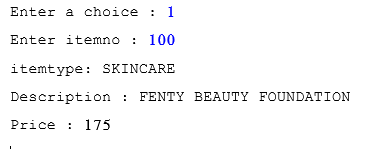 Enter a choice : 1
Enter itemno : 100
itemtype: SKINCARE
Description : FENTY BEAUTY FOUNDATION
Price : 175